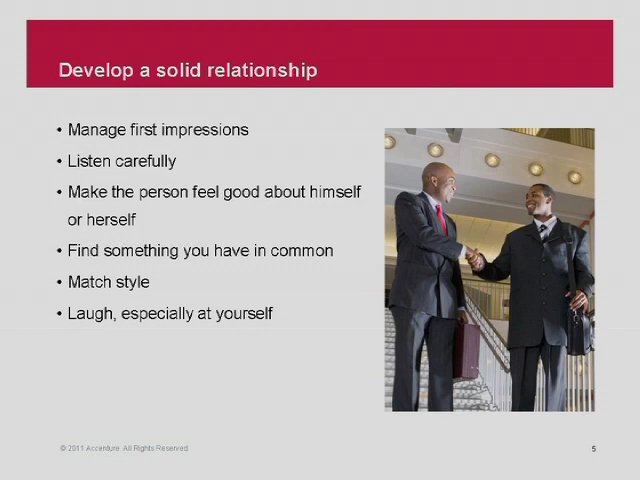 Develop a solid relationship
• Manage first impressions
• Listen carefully
• Make the person feel good about himself
or herself
• Find something you have in common
• Match style
• Laugh, especially at yourself
© 2011 Accenture All Rights Reserved.
5